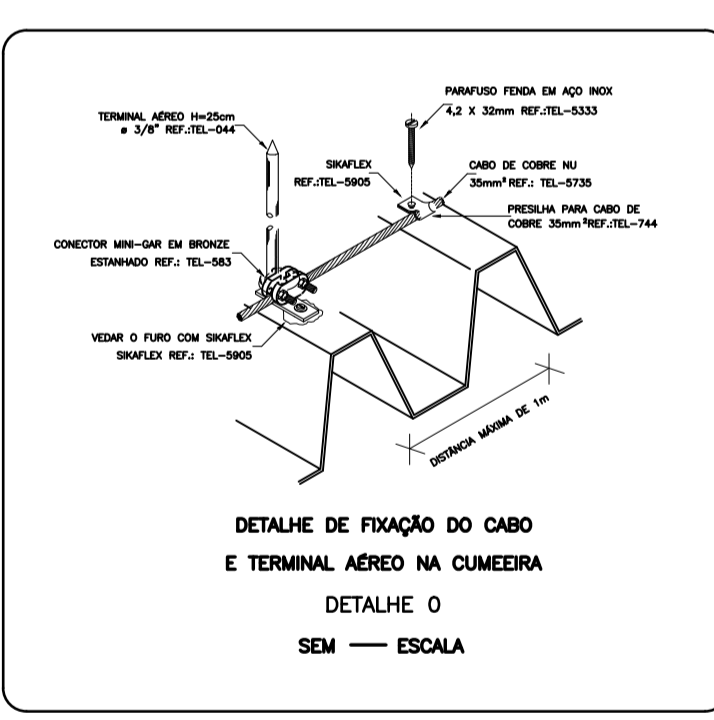 PARAFUSO FENDA EM AÇO INOX
4,2 X 32mm REF.:TEL-5333
TERMINAL AÉREO H=25cm
ø 3/8" REF.:TEL-044
SIKAFLEX
REF.:TEL-5905
CABO DE COBRE NU
35mm² REF.: TEL-5735
PRESILHA PARA CABO DE
COBRE 35mm²REF.:TEL-744
CONECTOR MINI-GAR EM BRONZE
ESTANHADO REF.: TEL-583
VEDAR O FURO COM SIKAFLEX
SIKAFLEX REF.: TEL-5905
DISTÂNCIA MÁXIMA DE 1m
DETALHE DE FIXAÇÃO DO CABO
E TERMINAL AÉREO NA CUMEEIRA
DETALHE 0
SEM — ESCALA